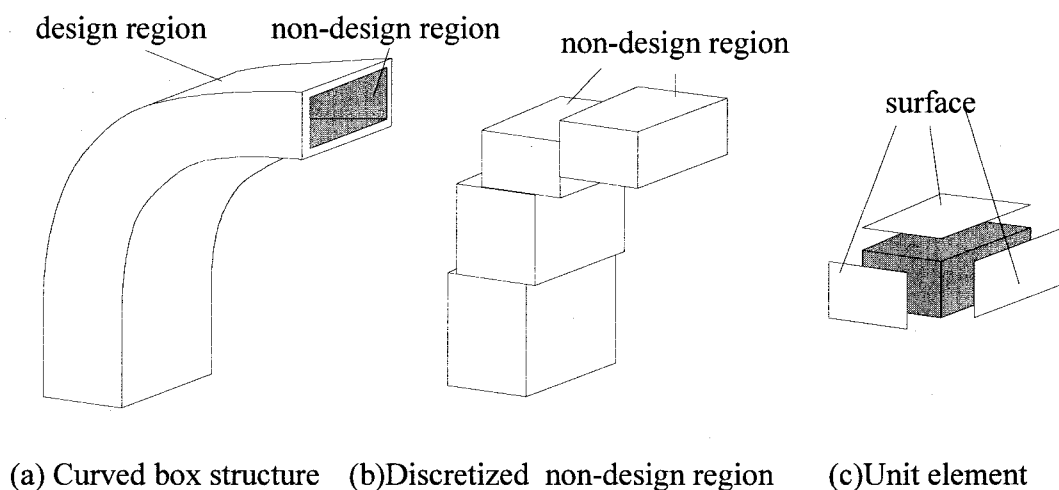 design region
non-design region
non-design region
surface
(a) Curved box structure
(b)Discretized non-design region
(c)Unit element